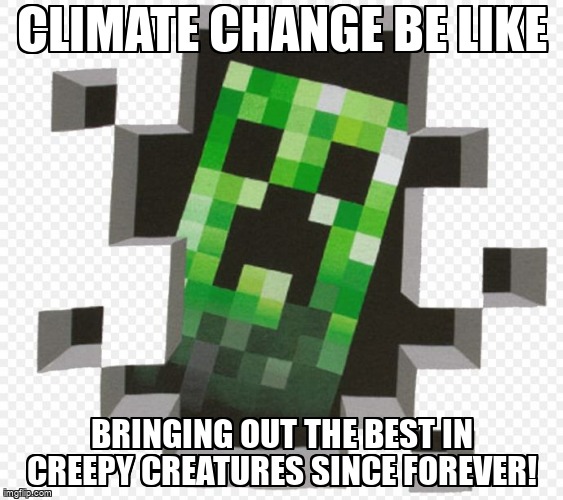 CLIMATE CHANGE BE LIKE
BRINGING OUT THE BEST IN
CREEPY CREATURES SINCE FOREVER!
imgflip.com